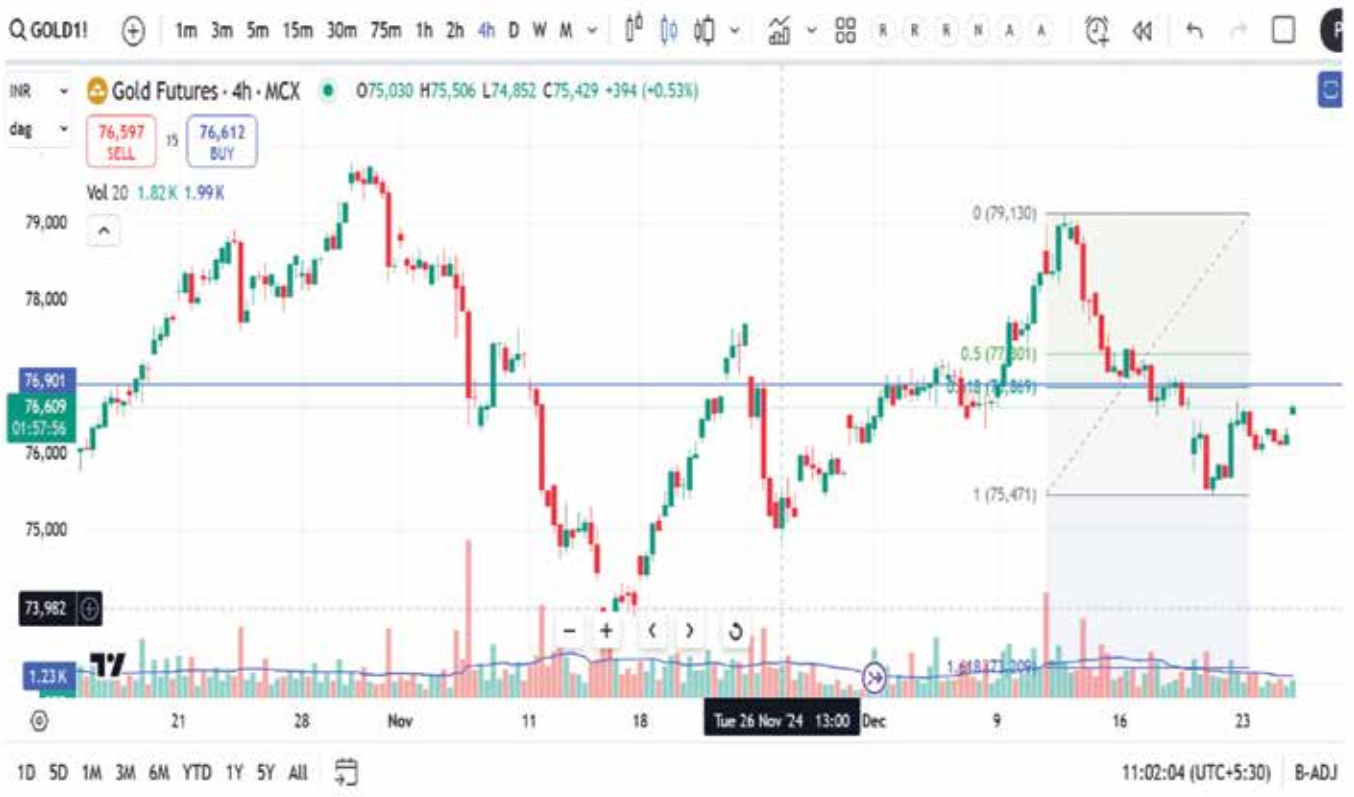 GOLD1! 1m 3m 5m 15m 30m 75m 1h 2h 4h D W M R R R N A A P
INR Gold Futures · 4h · MCX O75,030 H75,506 L74,852 C75,429 +394 (+0.53%)
dag 76,597 15 76,612
SELL BUY
Vol 20 1.82K 1.99K
79,000
78,000
76,901
76,609
01:57:56
76,000
75,000
73,982
1.23K
0 (79,130)
0.5 (77,301)
1 (75,471)
21 28 Nov 11 18 Tue 26 Nov '24 13:00 Dec 9 16 23
1D 5D 1M 3M 6M YTD 1Y 5Y All 11:02:04 (UTC+5:30) B-ADJ